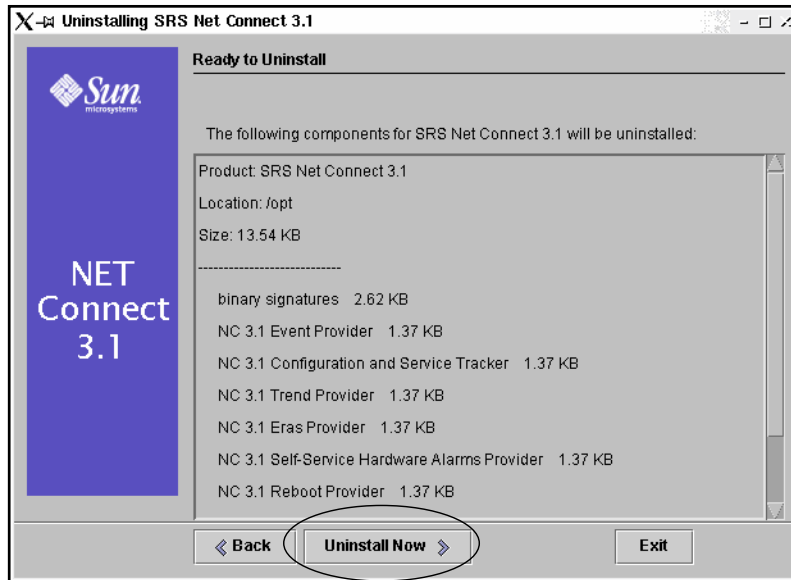 Uninstalling SRS Net Connect 3.1
Sun
microsystems
NET
Connect
3.1
Ready to Uninstall
The following components for SRS Net Connect 3.1 will be uninstalled:
Product: SRS Net Connect 3.1
Location: /opt
Size: 13.54 KB
----------------------------
binary signatures 2.62 KB
NC 3.1 Event Provider 1.37 KB
NC 3.1 Configuration and Service Tracker 1.37 KB
NC 3.1 Trend Provider 1.37 KB
NC 3.1 Eras Provider 1.37 KB
NC 3.1 Self-Service Hardware Alarms Provider 1.37 KB
NC 3.1 Reboot Provider 1.37 KB
Back Uninstall Now Exit